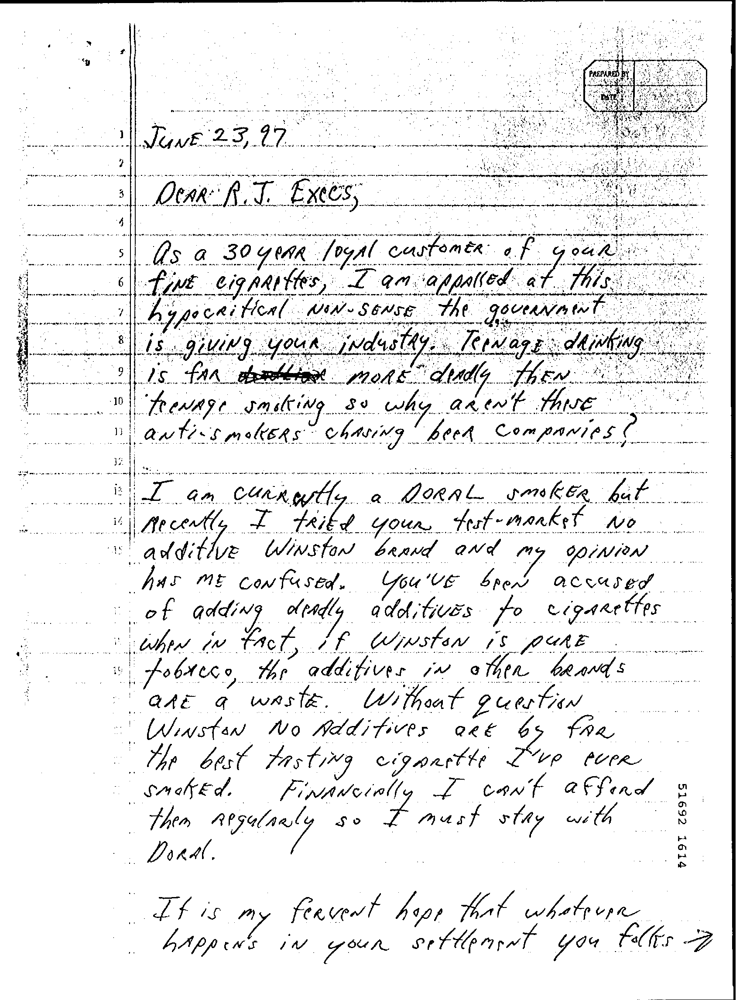 PREPARED BY
DATE
1 JUNE 23, 97
2
3 DEAR R.J. Execs,
4
5 As a 30 year loyal customer of your
6 fine cigarettes, I am appalled at this
7 hypocritical non-sense the government
8 is giving your industry. Teenage drinking
9 is far more deadly then
10 teenage smoking so why aren't these
11 anti-smokers chasing beer companies?
12
13 I am currently a DORAL smoker but
14 recently I tried your test-market no
15 additive Winston brand and my opinion
has me confused. You've been accused
of adding deadly additives to cigarettes
when in fact, if Winston is pure
tobacco, the additives in other brands
are a waste. Without question
Winston No Additives are by far
the best tasting cigarette I've ever
smoked. Financially I can't afford
them regularly so I must stay with
Doral.
It is my fervent hope that whatever
happens in your settlement you folks →
51692 1614